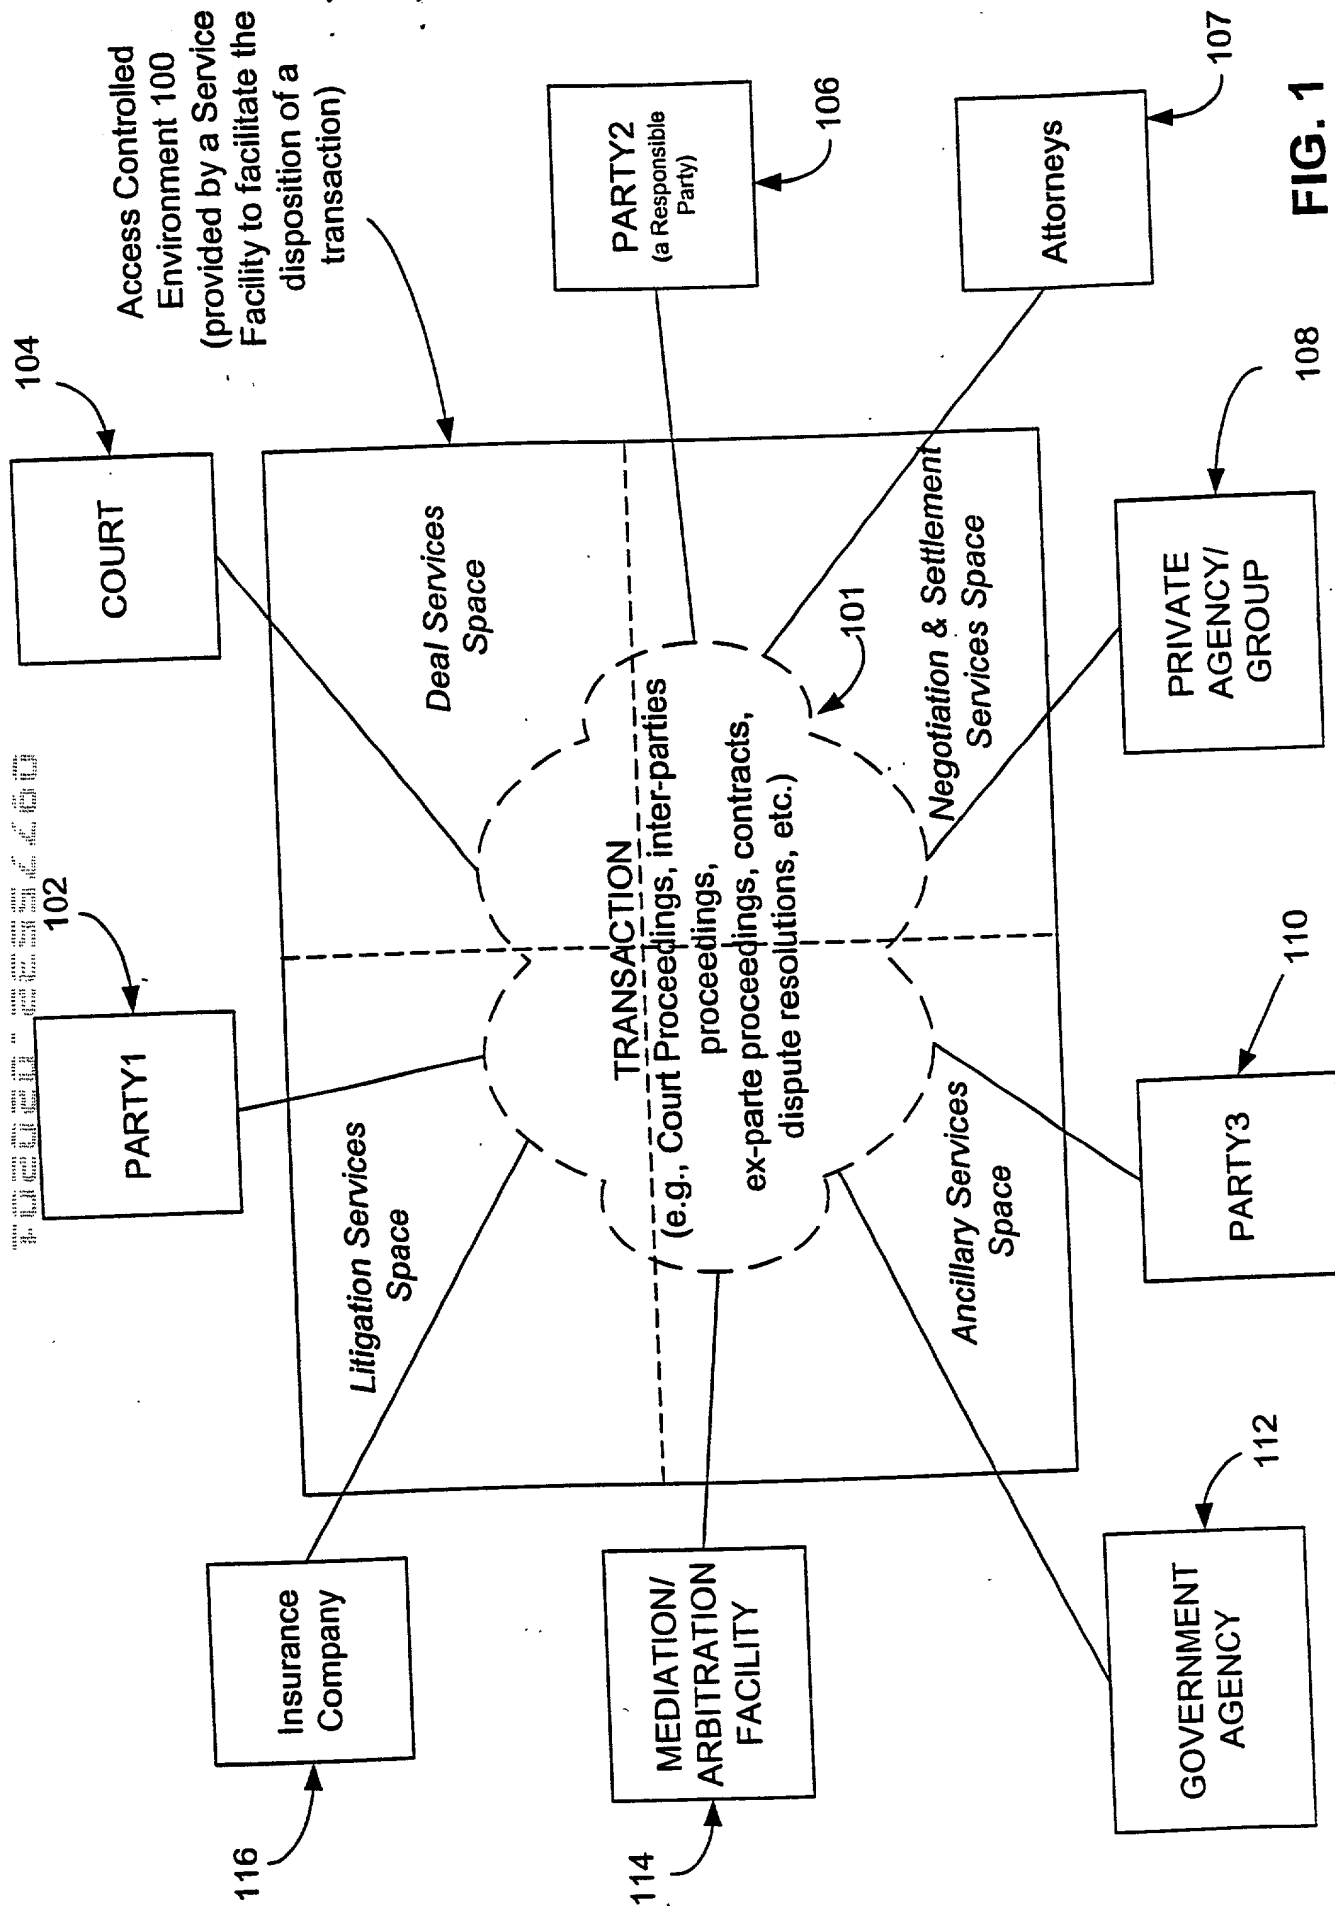 102
104
PARTY1
COURT
Access Controlled
Environment 100
(provided by a Service
Facility to facilitate the
disposition of a
transaction)
116
Insurance
Company
Litigation Services
Space
Deal Services
Space
114
MEDIATION/
ARBITRATION
FACILITY
TRANSACTION
(e.g., Court Proceedings, inter-parties
proceedings,
ex-parte proceedings, contracts,
dispute resolutions, etc.)
101
PARTY2
(a Responsible
Party)
106
Ancillary Services
Space
Negotiation & Settlement
Services Space
Attorneys
107
GOVERNMENT
AGENCY
112
PARTY3
110
PRIVATE
AGENCY/
GROUP
108
FIG. 1